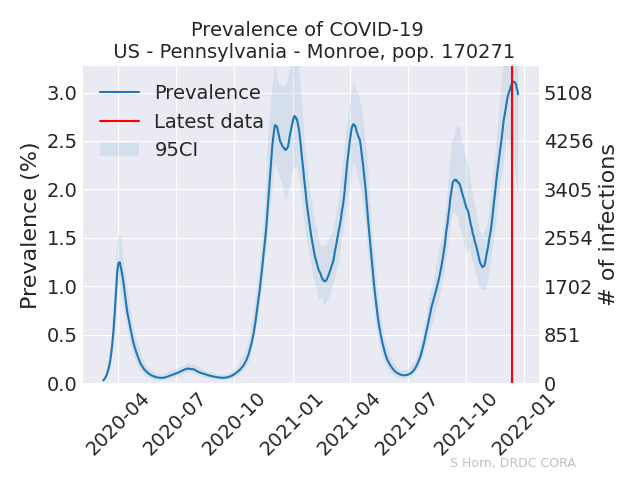 Prevalence of COVID-19
US - Pennsylvania - Monroe, pop. 170271
Prevalence
Latest data
95CI
Prevalence (%)
3.0
2.5
2.0
1.5
1.0
0.5
0.0
5108
4256
3405
2554
1702
851
0
# of infections
2020-04
2020-07
2020-10
2021-01
2021-04
2021-07
2021-10
2022-01
S Horn, DRDC CORA